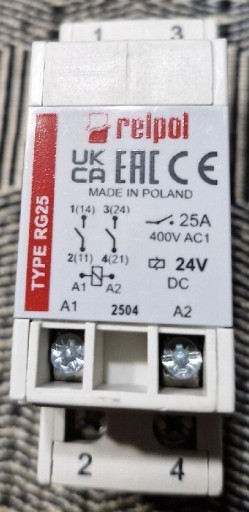 1 3
relpol
UK CA EAC CE
MADE IN POLAND
TYPE RG25
1(14) 3(24)
25A
400V AC1
2(11) 4(21)
A1 A2
24V
DC
A1 2504 A2
2 4